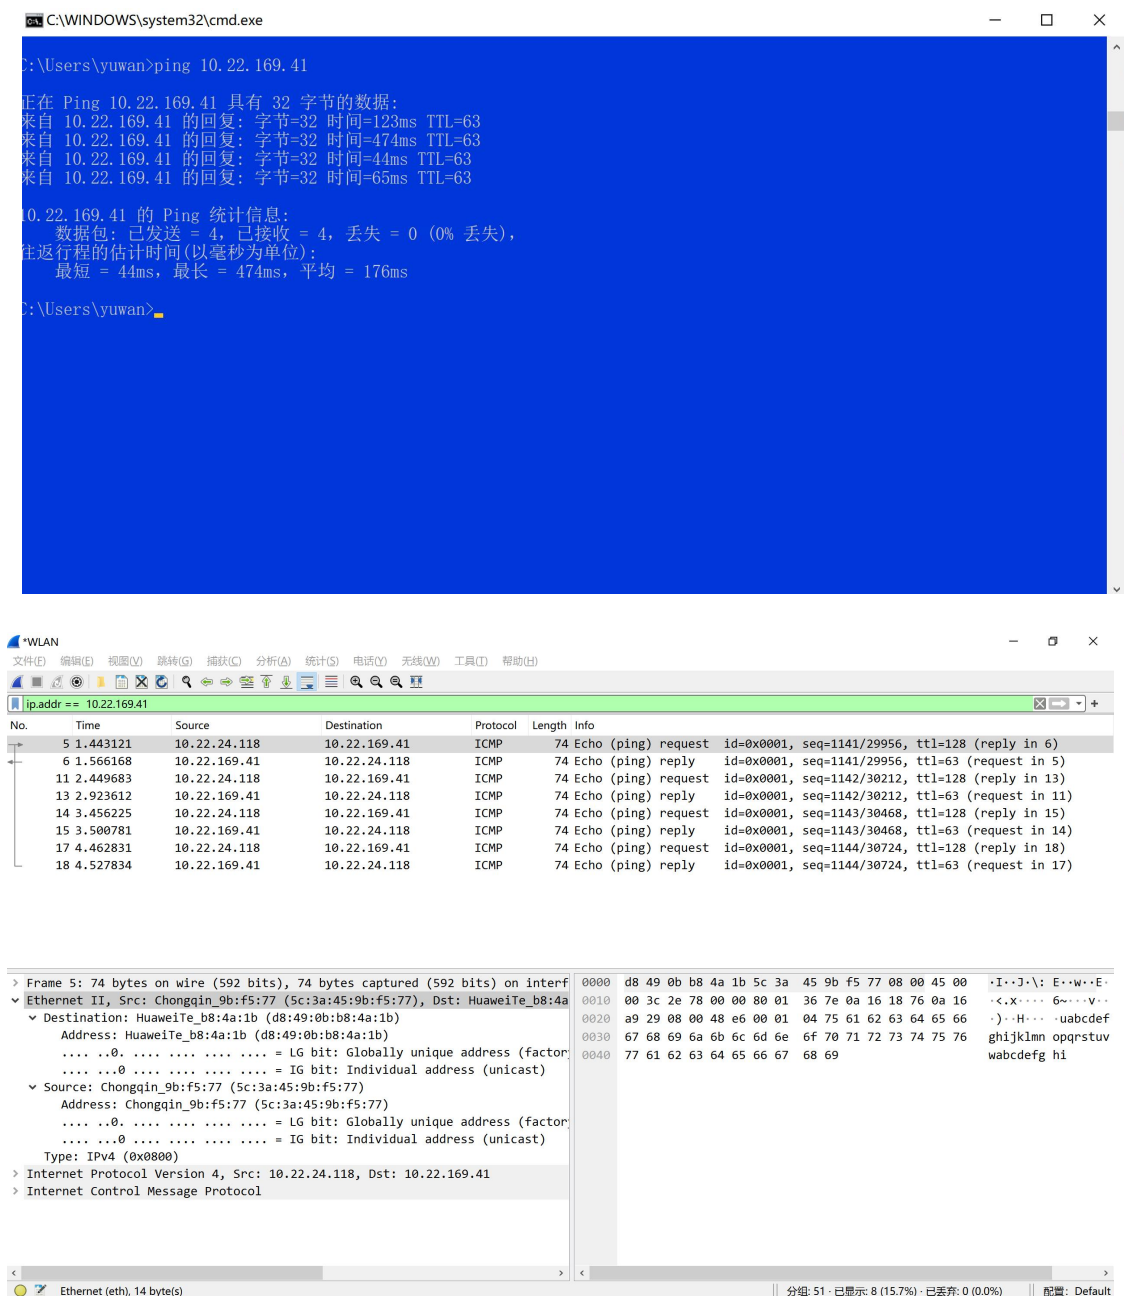 C:\WINDOWS\system32\cmd.exe
C:\Users\yuwan>ping 10.22.169.41
正在 Ping 10.22.169.41 具有 32 字节的数据:
来自 10.22.169.41 的回复: 字节=32 时间=123ms TTL=63
来自 10.22.169.41 的回复: 字节=32 时间=474ms TTL=63
来自 10.22.169.41 的回复: 字节=32 时间=44ms TTL=63
来自 10.22.169.41 的回复: 字节=32 时间=65ms TTL=63
10.22.169.41 的 Ping 统计信息:
数据包: 已发送 = 4，已接收 = 4，丢失 = 0 (0% 丢失)，
往返行程的估计时间(以毫秒为单位):
最短 = 44ms，最长 = 474ms，平均 = 176ms
C:\Users\yuwan>
*WLAN
文件(F) 编辑(E) 视图(V) 跳转(G) 捕获(C) 分析(A) 统计(S) 电话(Y) 无线(W) 工具(T) 帮助(H)
ip.addr == 10.22.169.41
No. Time Source Destination Protocol Length Info
5 1.443121 10.22.24.118 10.22.169.41 ICMP 74 Echo (ping) request id=0x0001, seq=1141/29956, ttl=128 (reply in 6)
6 1.566168 10.22.169.41 10.22.24.118 ICMP 74 Echo (ping) reply id=0x0001, seq=1141/29956, ttl=63 (request in 5)
11 2.449683 10.22.24.118 10.22.169.41 ICMP 74 Echo (ping) request id=0x0001, seq=1142/30212, ttl=128 (reply in 13)
13 2.923612 10.22.169.41 10.22.24.118 ICMP 74 Echo (ping) reply id=0x0001, seq=1142/30212, ttl=63 (request in 11)
14 3.456225 10.22.24.118 10.22.169.41 ICMP 74 Echo (ping) request id=0x0001, seq=1143/30468, ttl=128 (reply in 15)
15 3.500781 10.22.169.41 10.22.24.118 ICMP 74 Echo (ping) reply id=0x0001, seq=1143/30468, ttl=63 (request in 14)
17 4.462831 10.22.24.118 10.22.169.41 ICMP 74 Echo (ping) request id=0x0001, seq=1144/30724, ttl=128 (reply in 18)
18 4.527834 10.22.169.41 10.22.24.118 ICMP 74 Echo (ping) reply id=0x0001, seq=1144/30724, ttl=63 (request in 17)
Frame 5: 74 bytes on wire (592 bits), 74 bytes captured (592 bits) on interf
Ethernet II, Src: Chongqin_9b:f5:77 (5c:3a:45:9b:f5:77), Dst: HuaweiTe_b8:4a
Destination: HuaweiTe_b8:4a:1b (d8:49:0b:b8:4a:1b)
Address: HuaweiTe_b8:4a:1b (d8:49:0b:b8:4a:1b)
.... ..0. .... .... .... .... = LG bit: Globally unique address (factor
.... ...0 .... .... .... .... = IG bit: Individual address (unicast)
Source: Chongqin_9b:f5:77 (5c:3a:45:9b:f5:77)
Address: Chongqin_9b:f5:77 (5c:3a:45:9b:f5:77)
.... ..0. .... .... .... .... = LG bit: Globally unique address (factor
.... ...0 .... .... .... .... = IG bit: Individual address (unicast)
Type: IPv4 (0x0800)
Internet Protocol Version 4, Src: 10.22.24.118, Dst: 10.22.169.41
Internet Control Message Protocol
0000 d8 49 0b b8 4a 1b 5c 3a 45 9b f5 77 08 00 45 00 ·I··J·\: E··w··E·
0010 00 3c 2e 78 00 00 80 01 36 7e 0a 16 18 76 0a 16 ·<.x···· 6~···v··
0020 a9 29 08 00 48 e6 00 01 04 75 61 62 63 64 65 66 ·)··H··· ·uabcdef
0030 67 68 69 6a 6b 6c 6d 6e 6f 70 71 72 73 74 75 76 ghijklmn opqrstuv
0040 77 61 62 63 64 65 66 67 68 69 wabcdefg hi
Ethernet (eth), 14 byte(s) 分组: 51 · 已显示: 8 (15.7%) · 已丢弃: 0 (0.0%) 配置: Default